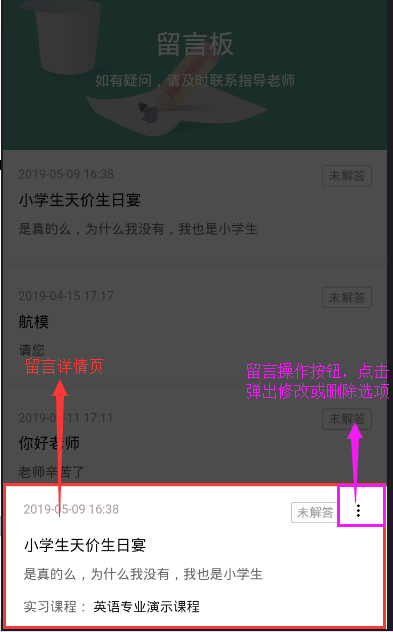 留言板
如有疑问，请及时联系指导老师
2019-05-09 16:38
未解答
小学生天价生日宴
是真的么，为什么我没有，我也是小学生
2019-04-15 17:17
未解答
航模
请您
留言详情页
留言操作按钮，点击
弹出修改或删除选项
-11 17:11
未解答
你好老师
老师辛苦了
2019-05-09 16:38
未解答
小学生天价生日宴
是真的么，为什么我没有，我也是小学生
实习课程：英语专业演示课程